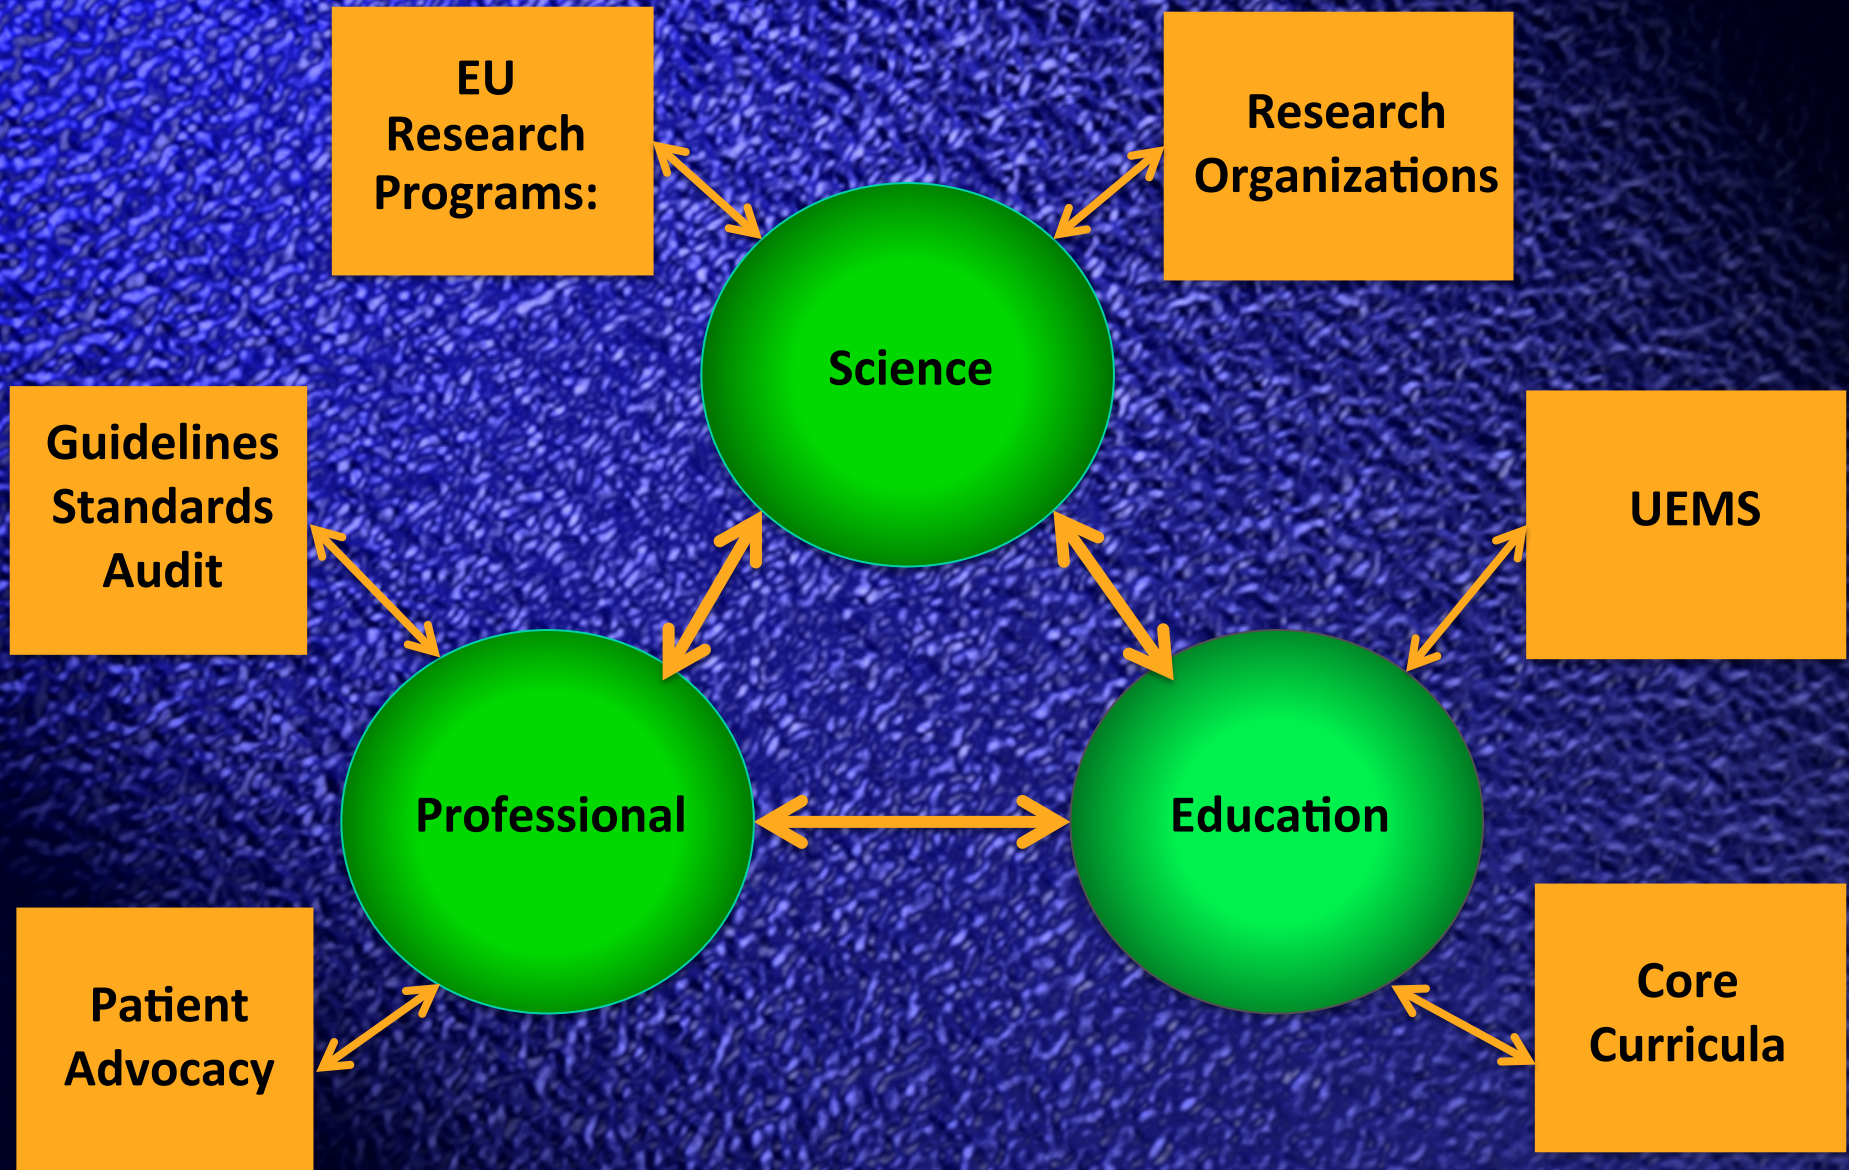 EU
Research
Programs:
Research
Organizations
Science
Guidelines
Standards
Audit
UEMS
Professional
Education
Patient
Advocacy
Core
Curricula